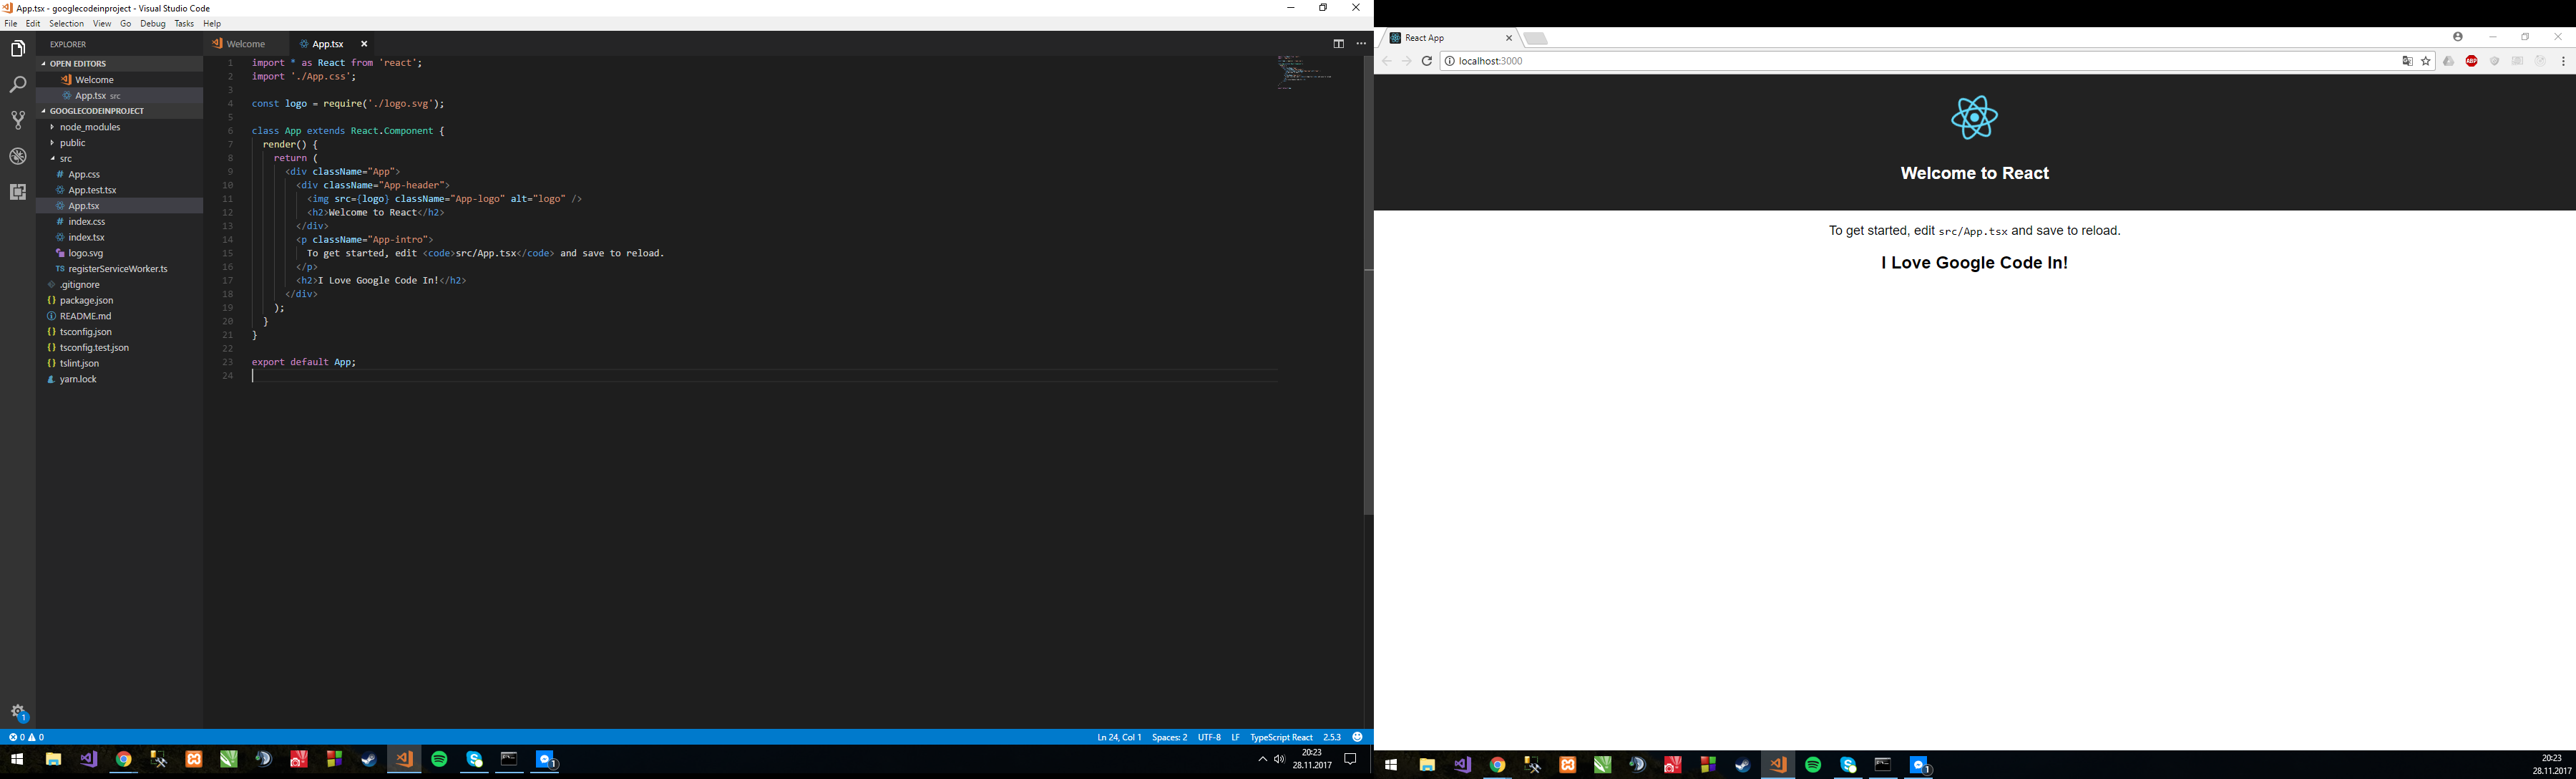 App.tsx - googlecodeinproject - Visual Studio Code
File Edit Selection View Go Debug Tasks Help
EXPLORER
OPEN EDITORS
Welcome
App.tsx src
GOOGLECODEINPROJECT
node_modules
public
src
App.css
App.test.tsx
App.tsx
index.css
index.tsx
logo.svg
TS registerServiceWorker.ts
.gitignore
package.json
README.md
tsconfig.json
tsconfig.test.json
tslint.json
yarn.lock
1
Welcome App.tsx
1 import * as React from 'react';
2 import './App.css';
3
4 const logo = require('./logo.svg');
5
6 class App extends React.Component {
7 render() {
8 return (
9 <div className="App">
10 <div className="App-header">
11 <img src={logo} className="App-logo" alt="logo" />
12 <h2>Welcome to React</h2>
13 </div>
14 <p className="App-intro">
15 To get started, edit <code>src/App.tsx</code> and save to reload.
16 </p>
17 <h2>I Love Google Code In!</h2>
18 </div>
19 );
20 }
21 }
22
23 export default App;
24
0 0
Ln 24, Col 1 Spaces: 2 UTF-8 LF TypeScript React 2.5.3
1
20:23
28.11.2017
React App
localhost:3000
ABP
Welcome to React
To get started, edit src/App.tsx and save to reload.
I Love Google Code In!
1
20:23
28.11.2017